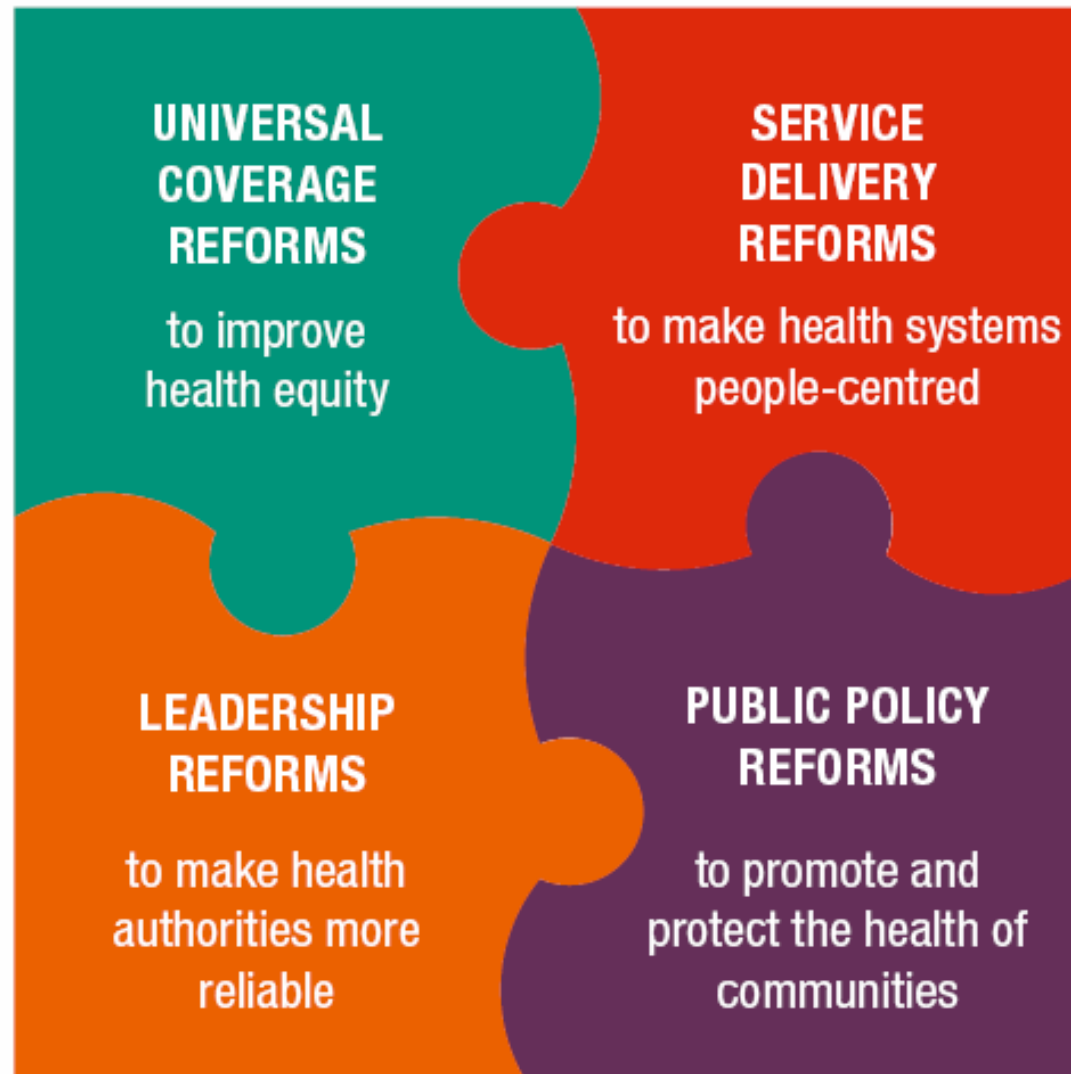 UNIVERSAL
COVERAGE
REFORMS
to improve
health equity
SERVICE
DELIVERY
REFORMS
to make health systems
people-centred
LEADERSHIP
REFORMS
to make health
authorities more
reliable
PUBLIC POLICY
REFORMS
to promote and
protect the health of
communities